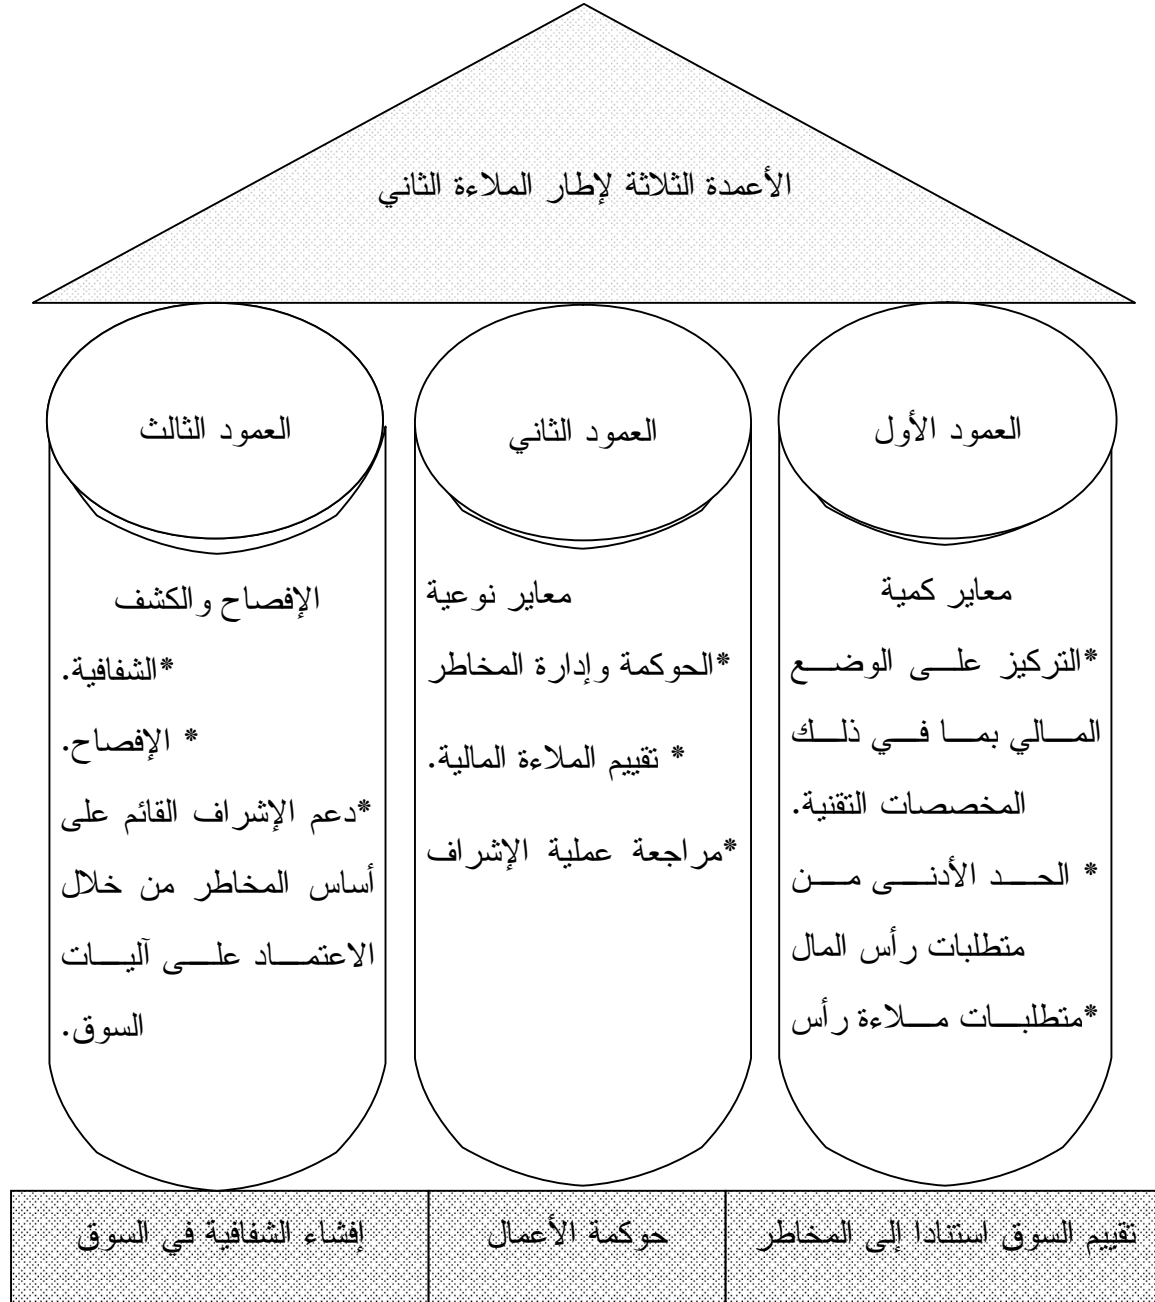 الأعمدة الثلاثة لإطار الملاءة الثاني
العمود الأول
معاير كمية
*التركيز على الوضع
المالي بما في ذلك
المخصصات التقنية.
* الحد الأدنى من
متطلبات رأس المال
*متطلبات ملاءة رأس
العمود الثاني
معاير نوعية
*الحوكمة وإدارة المخاطر
* تقييم الملاءة المالية.
*مراجعة عملية الإشراف
العمود الثالث
الإفصاح والكشف
*الشفافية.
* الإفصاح.
*دعم الإشراف القائم على
أساس المخاطر من خلال
الاعتماد على آليات
السوق.
تقييم السوق استنادا إلى المخاطر
حوكمة الأعمال
إفشاء الشفافية في السوق